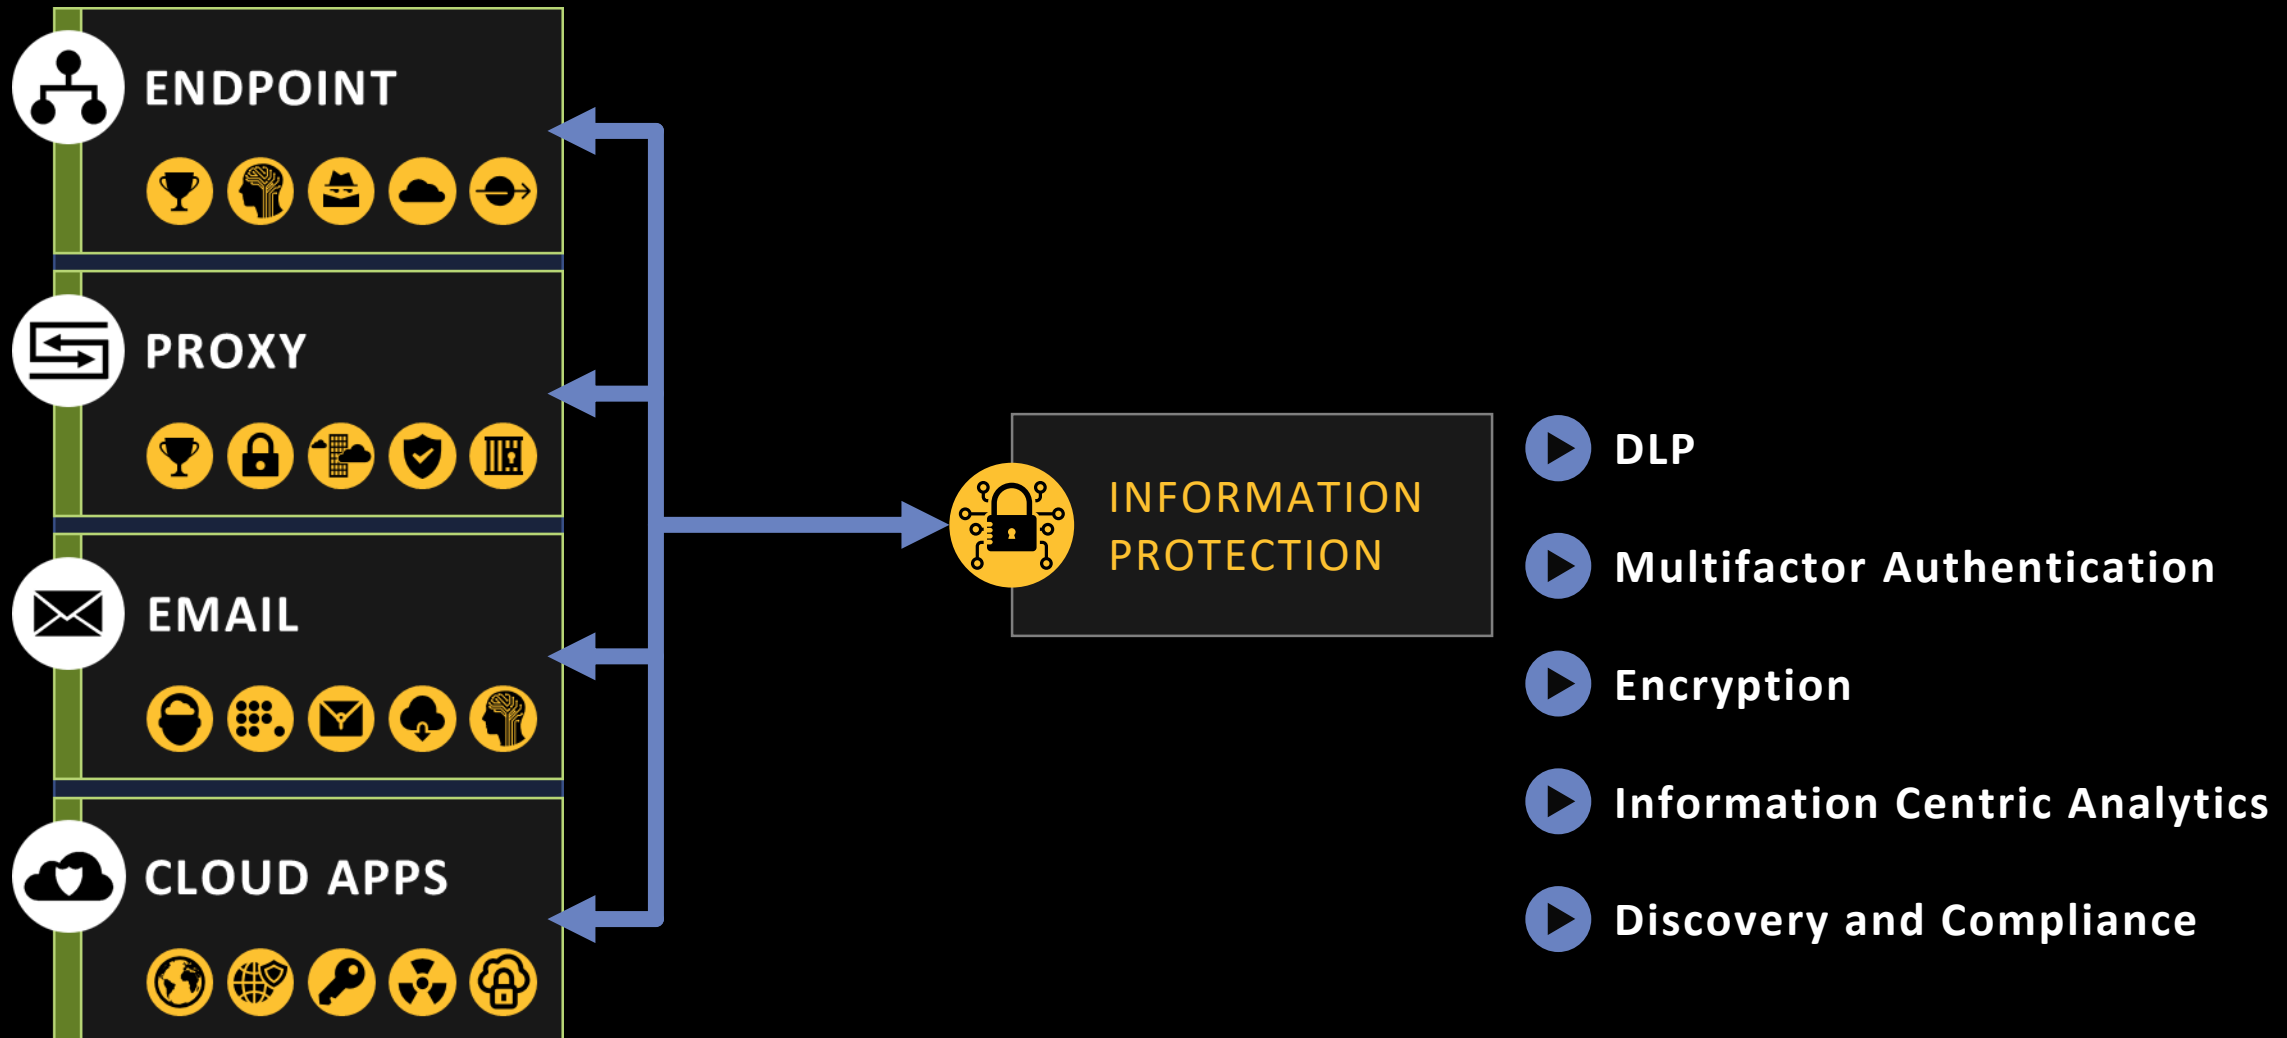 ENDPOINT
PROXY
EMAIL
CLOUD APPS
INFORMATION
PROTECTION
DLP
Multifactor Authentication
Encryption
Information Centric Analytics
Discovery and Compliance